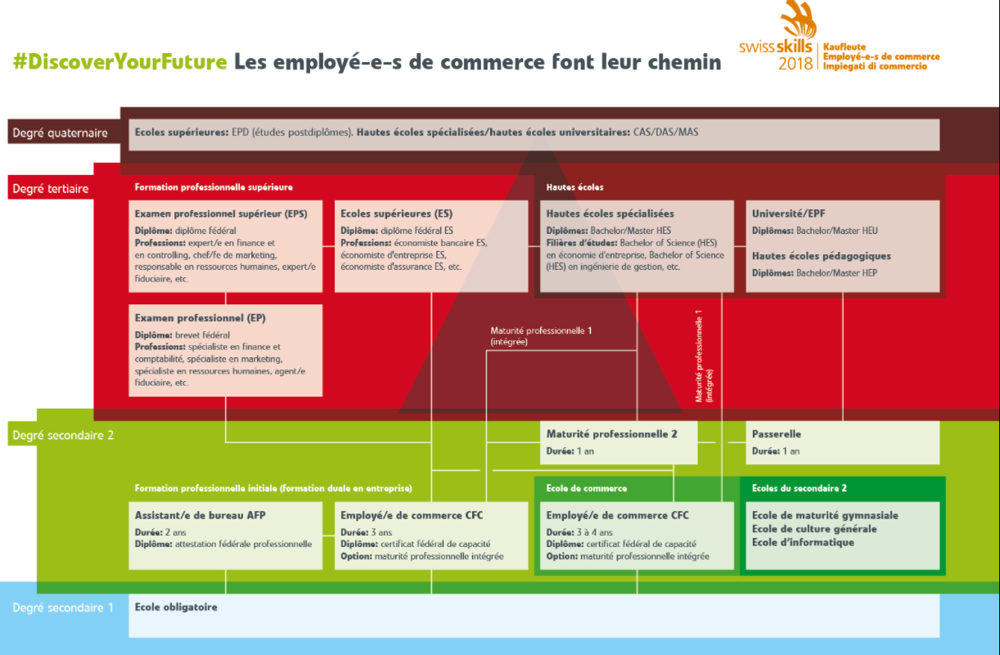 swiss skills 2018
Kaufleute
Employé-e-s de commerce
Impiegati di commercio
#DiscoverYourFuture Les employé-e-s de commerce font leur chemin
Degré quaternaire
Ecoles supérieures: EPD (études postdiplômes). Hautes écoles spécialisées/hautes écoles universitaires: CAS/DAS/MAS
Degré tertiaire
Formation professionnelle supérieure
Examen professionnel supérieur (EPS)
Diplôme: diplôme fédéral
Professions: expert/e en finance et
en controlling, chef/fe de marketing,
responsable en ressources humaines, expert/e
fiduciaire, etc.
Ecoles supérieures (ES)
Diplôme: diplôme fédéral ES
Professions: économiste bancaire ES,
économiste d'entreprise ES,
économiste d'assurance ES, etc.
Hautes écoles
Hautes écoles spécialisées
Diplômes: Bachelor/Master HES
Filières d'études: Bachelor of Science (HES)
en économie d'entreprise, Bachelor of Science
(HES) en ingénierie de gestion, etc.
Université/EPF
Diplômes: Bachelor/Master HEU
Hautes écoles pédagogiques
Diplômes: Bachelor/Master HEP
Examen professionnel (EP)
Diplôme: brevet fédéral
Professions: spécialiste en finance et
comptabilité, spécialiste en marketing,
spécialiste en ressources humaines, agent/e
fiduciaire, etc.
Maturité professionnelle 1
(intégrée)
Maturité professionnelle 1
(intégrée)
Degré secondaire 2
Maturité professionnelle 2
Durée: 1 an
Passerelle
Durée: 1 an
Formation professionnelle initiale (formation duale en entreprise)
Assistant/e de bureau AFP
Durée: 2 ans
Diplôme: attestation fédérale professionnelle
Employé/e de commerce CFC
Durée: 3 ans
Diplôme: certificat fédéral de capacité
Option: maturité professionnelle intégrée
Ecole de commerce
Employé/e de commerce CFC
Durée: 3 à 4 ans
Diplôme: certificat fédéral de capacité
Option: maturité professionnelle intégrée
Ecoles du secondaire 2
Ecole de maturité gymnasiale
Ecole de culture générale
Ecole d'informatique
Degré secondaire 1
Ecole obligatoire